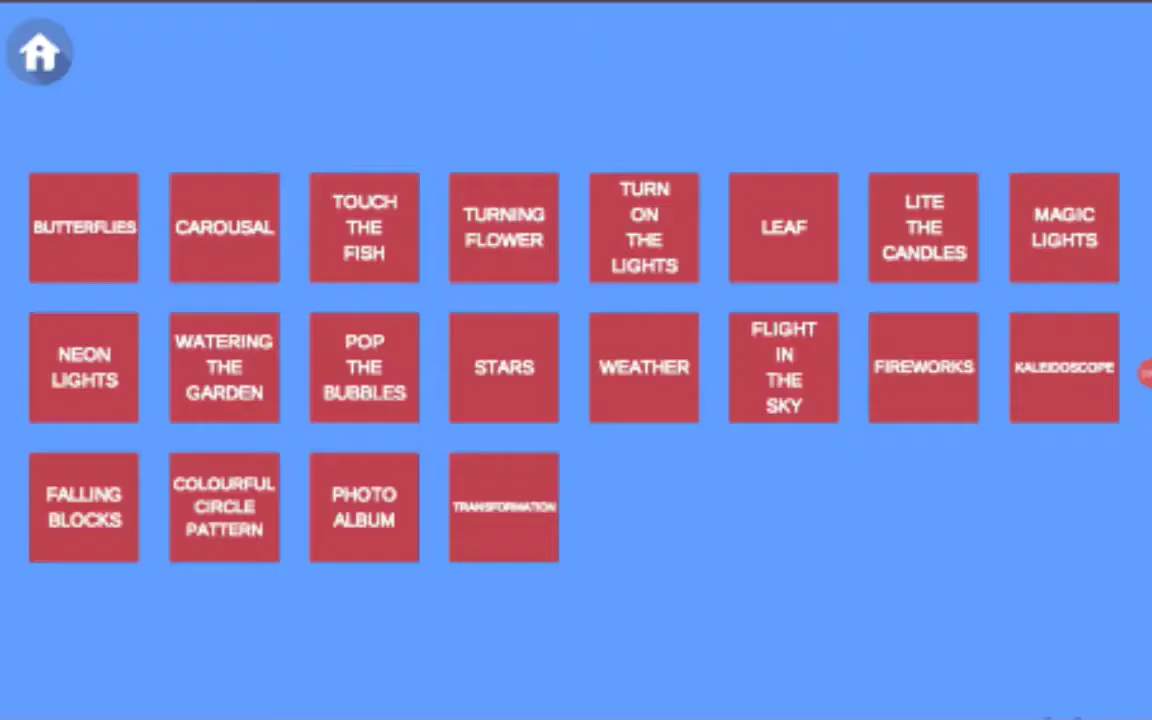 BUTTERFLIES
CAROUSAL
TOUCH
THE
FISH
TURNING
FLOWER
TURN
ON
THE
LIGHTS
LEAF
LITE
THE
CANDLES
MAGIC
LIGHTS
NEON
LIGHTS
WATERING
THE
GARDEN
POP
THE
BUBBLES
STARS
WEATHER
FLIGHT
IN
THE
SKY
FIREWORKS
KALEIDOSCOPE
FALLING
BLOCKS
COLOURFUL
CIRCLE
PATTERN
PHOTO
ALBUM
TRANSFORMATION